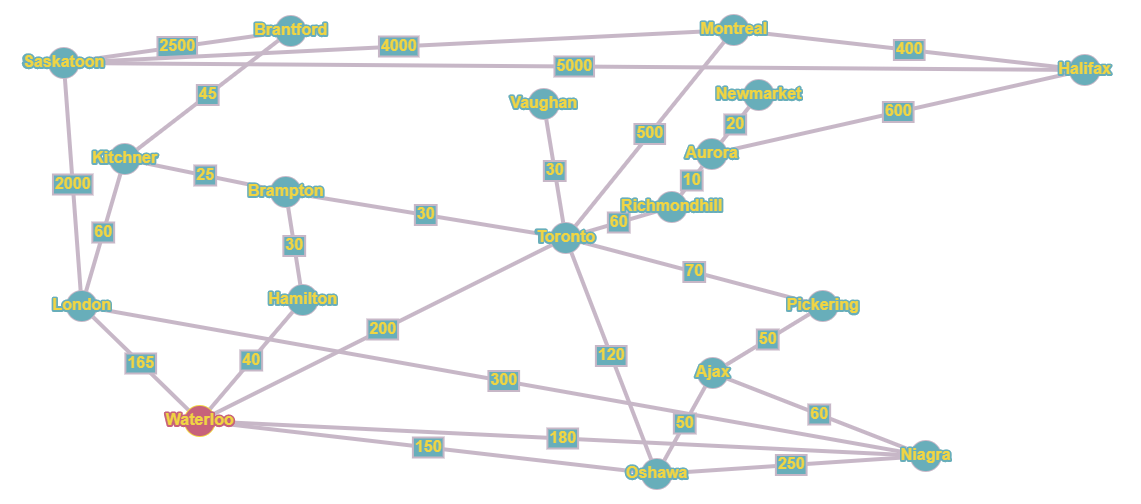 Brantford
Montreal
2500
4000
400
Saskatoon
5000
Halifax
45
Vaughan
Newmarket
600
20
500
Kitchner
Aurora
25
30
10
2000
Brampton
Richmondhill
30
60
60
Toronto
30
70
London
Hamilton
Pickering
200
50
120
165
40
Ajax
300
60
Waterloo
50
180
150
Niagra
250
Oshawa